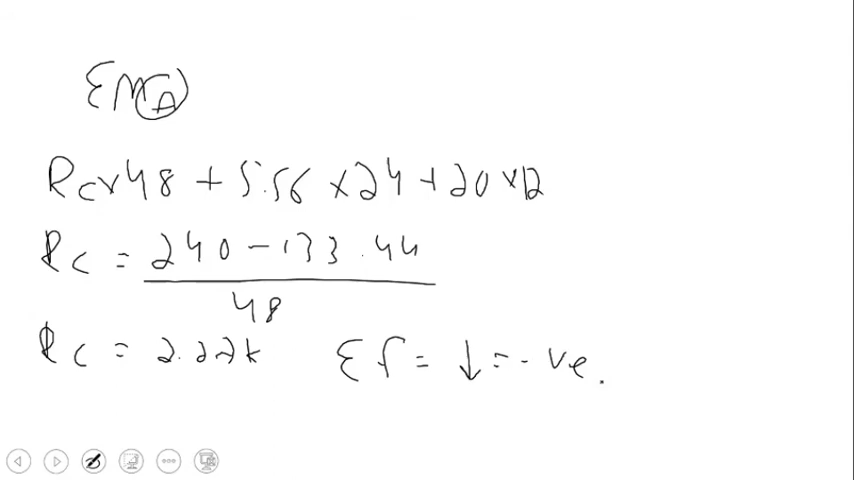 ΣM(A)
RC×48 + 5.56 ×24 +20 ×12
RC = 240 - 133.44
48
RC = 2.22k Σf = ↓ = - ve.